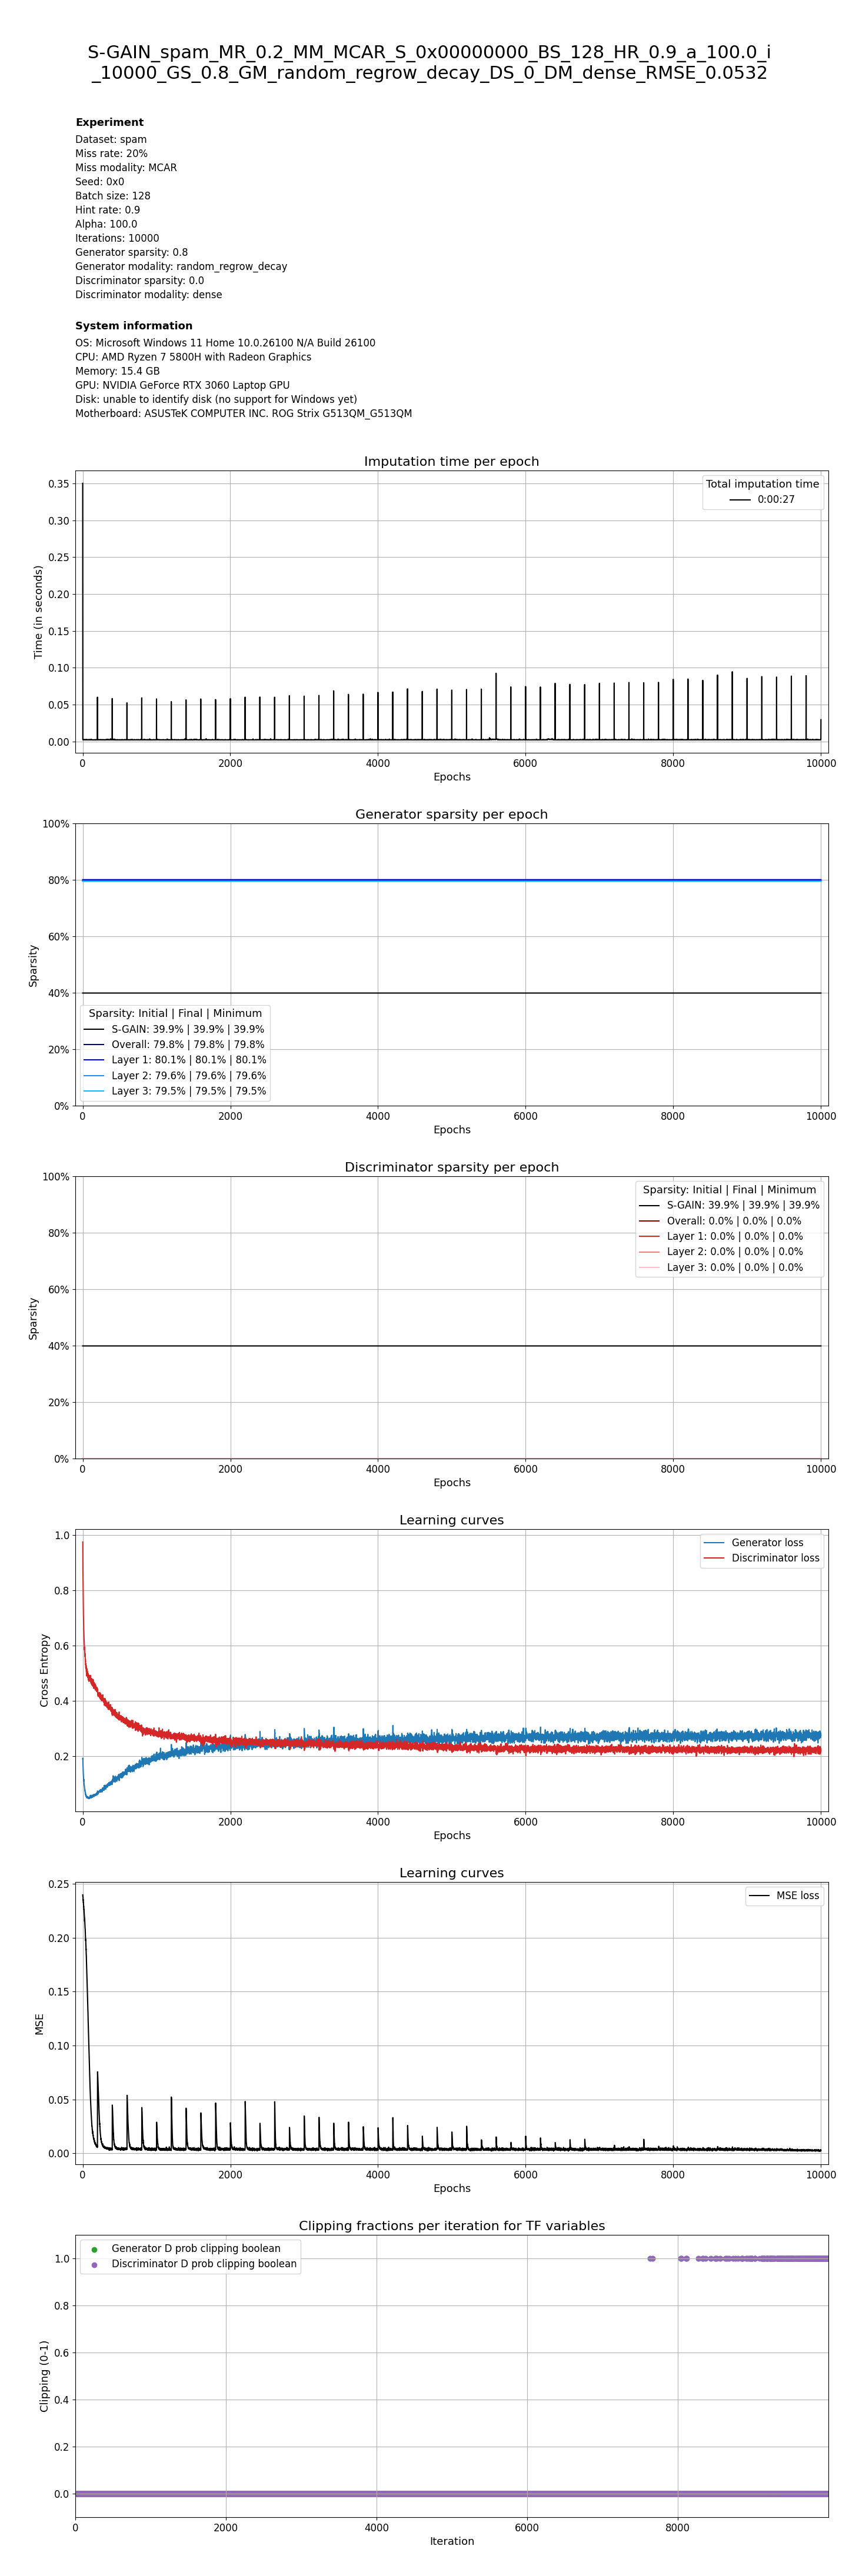 S-GAIN_spam_MR_0.2_MM_MCAR_S_0x00000000_BS_128_HR_0.9_a_100.0_i
_10000_GS_0.8_GM_random_regrow_decay_DS_0_DM_dense_RMSE_0.0532
Experiment
Dataset: spam
Miss rate: 20%
Miss modality: MCAR
Seed: 0x0
Batch size: 128
Hint rate: 0.9
Alpha: 100.0
Iterations: 10000
Generator sparsity: 0.8
Generator modality: random_regrow_decay
Discriminator sparsity: 0.0
Discriminator modality: dense
System information
OS: Microsoft Windows 11 Home 10.0.26100 N/A Build 26100
CPU: AMD Ryzen 7 5800H with Radeon Graphics
Memory: 15.4 GB
GPU: NVIDIA GeForce RTX 3060 Laptop GPU
Disk: unable to identify disk (no support for Windows yet)
Motherboard: ASUSTeK COMPUTER INC. ROG Strix G513QM_G513QM
Imputation time per epoch
Total imputation time
0:00:27
Time (in seconds)
0.35
0.30
0.25
0.20
0.15
0.10
0.05
0.00
0 2000 4000 6000 8000 10000
Epochs
Generator sparsity per epoch
Sparsity
100%
80%
60%
40%
20%
0%
Sparsity: Initial | Final | Minimum
S-GAIN: 39.9% | 39.9% | 39.9%
Overall: 79.8% | 79.8% | 79.8%
Layer 1: 80.1% | 80.1% | 80.1%
Layer 2: 79.6% | 79.6% | 79.6%
Layer 3: 79.5% | 79.5% | 79.5%
0 2000 4000 6000 8000 10000
Epochs
Discriminator sparsity per epoch
Sparsity
100%
80%
60%
40%
20%
0%
Sparsity: Initial | Final | Minimum
S-GAIN: 39.9% | 39.9% | 39.9%
Overall: 0.0% | 0.0% | 0.0%
Layer 1: 0.0% | 0.0% | 0.0%
Layer 2: 0.0% | 0.0% | 0.0%
Layer 3: 0.0% | 0.0% | 0.0%
0 2000 4000 6000 8000 10000
Epochs
Learning curves
Generator loss
Discriminator loss
Cross Entropy
1.0
0.8
0.6
0.4
0.2
0 2000 4000 6000 8000 10000
Epochs
Learning curves
MSE loss
MSE
0.25
0.20
0.15
0.10
0.05
0.00
0 2000 4000 6000 8000 10000
Epochs
Clipping fractions per iteration for TF variables
Generator D prob clipping boolean
Discriminator D prob clipping boolean
Clipping (0-1)
1.0
0.8
0.6
0.4
0.2
0.0
0 2000 4000 6000 8000
Iteration